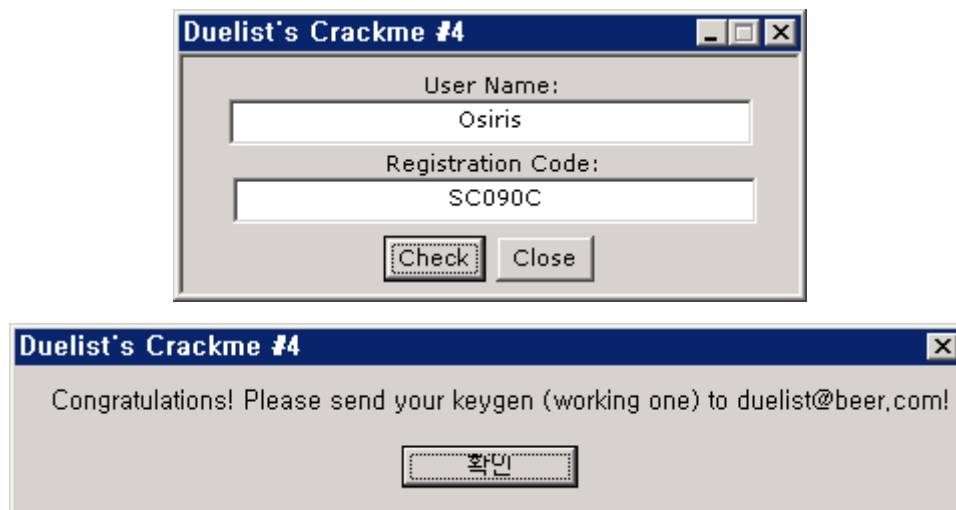 Duelist's Crackme #4
User Name:
Osiris
Registration Code:
SC090C
Check Close
Duelist's Crackme #4
Congratulations! Please send your keygen (working one) to duelist@beer.com!
확인